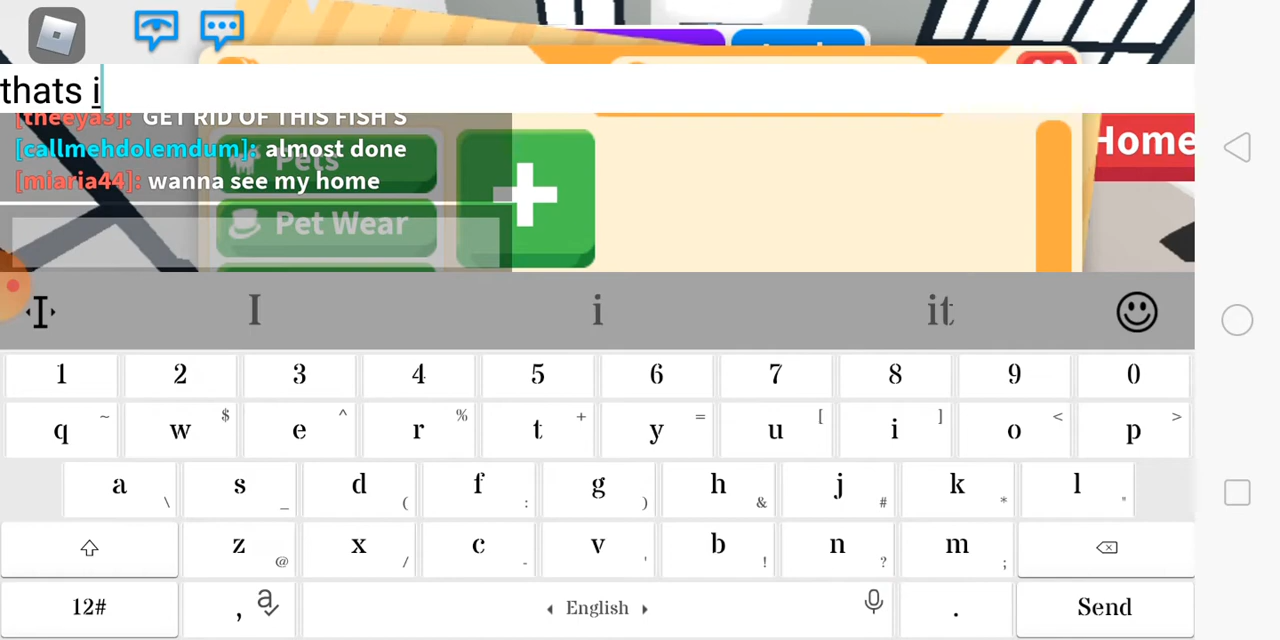 thats i
[theeya3]: GET RID OF THIS FISH'S
[callmehdolemdum]: almost done
[miaria44]: wanna see my home
Pets
Pet Wear
Home
I i it
1 2 3 4 5 6 7 8 9 0
q ~ w $ e ^ r % t + y = u [ i ] o < p >
a \ s _ d ( f : g ) h & j # k * l "
z @ x / c - v ' b ! n ? m ;
12# , English . Send